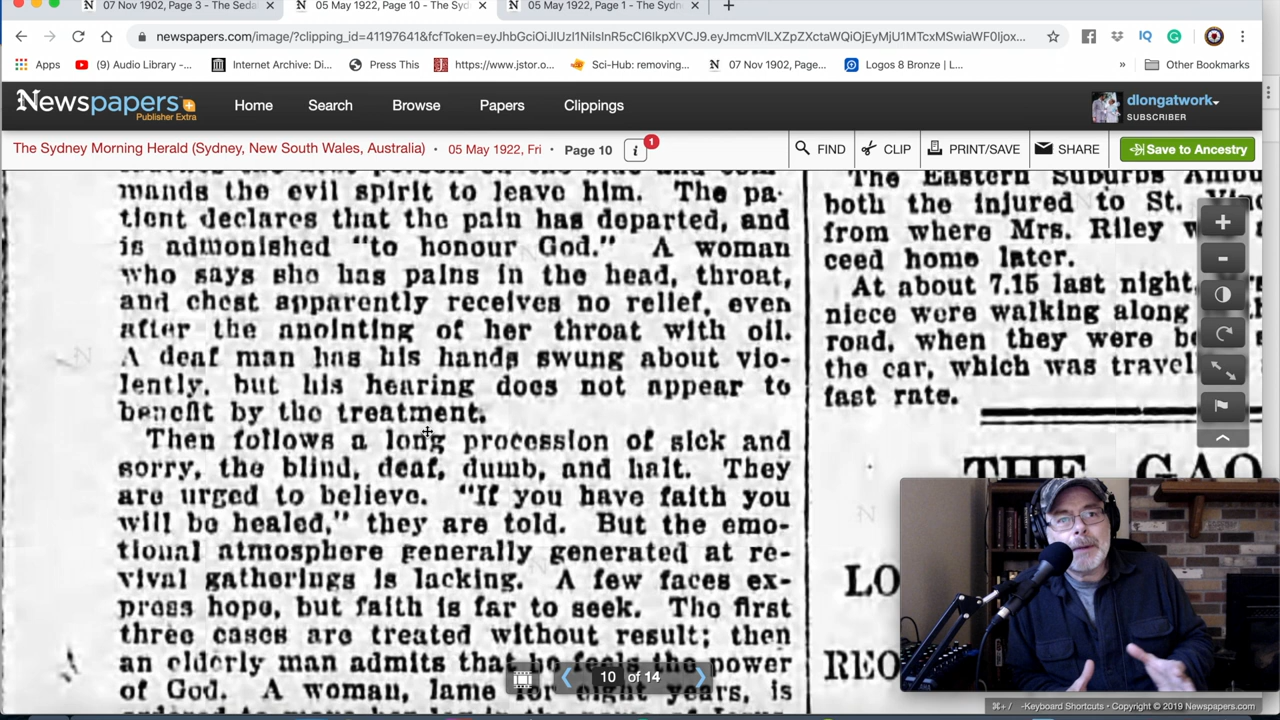 07 Nov 1902, Page 3 - The Seda
05 May 1922, Page 10 - The Syd
05 May 1922, Page 1 - The Sydn
newspapers.com/image/?clipping_id=41197641&fcfToken=
Apps
(9) Audio Library -...
Internet Archive: Di...
Press This
https://www.jstor.o...
Sci-Hub: removing...
07 Nov 1902, Page...
Logos 8 Bronze | L...
»
Other Bookmarks
Newspapers
Publisher Extra
Home
Search
Browse
Papers
Clippings
dlongatwork
SUBSCRIBER
The Sydney Morning Herald (Sydney, New South Wales, Australia) • 05 May 1922, Fri • Page 10
1
FIND
CLIP
PRINT/SAVE
SHARE
Save to Ancestry
mands the evil spirit to leave him. The pa-
tient declares that the pain has departed, and
is admonished "to honour God." A woman
who says she has pains in the head, throat,
and chest apparently receives no relief, even
after the anointing of her throat with oil.
A deaf man has his hands swung about vio-
lently, but his hearing does not appear to
benefit by the treatment.
Then follows a long procession of sick and
sorry, the blind, deaf, dumb, and halt. They
are urged to believe. "If you have faith you
will be healed," they are told. But the emo-
tional atmosphere generally generated at re-
vival gatherings is lacking. A few faces ex-
press hope, but faith is far to seek. The first
three cases are treated without result; then
an elderly man admits that he feels the power
of God. A woman, lame for eight years, is
The Eastern Suburbs Ambu
both the injured to St.
from where Mrs. Riley
ceed home later.
At about 7.15 last night,
niece were walking along
road, when they were
the car, which was travel
fast rate.
THE GAO
LO
REO
10 of 14
⌘+/ -Keyboard Shortcuts • Copyright © 2019 Newspapers.com